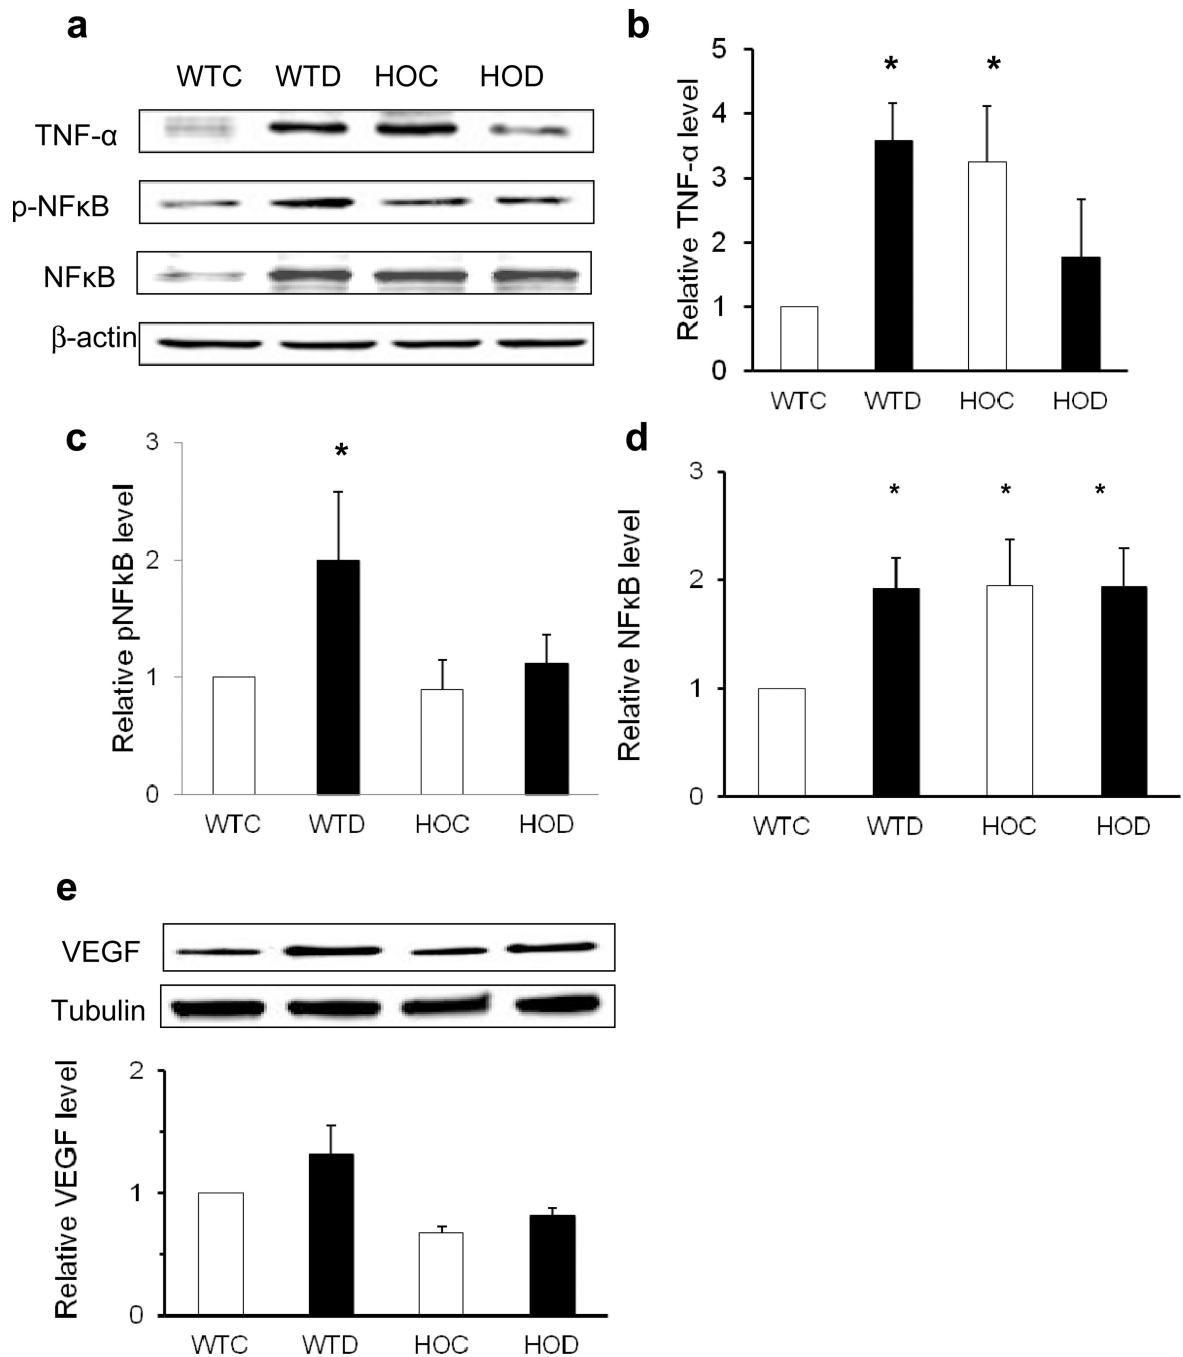 a
WTC WTD HOC HOD
TNF-α
p-NFκB
NFκB
β-actin
b
Relative TNF-α level
5
4
3
2
1
0
* *
WTC WTD HOC HOD
c
Relative pNFkB level
3
2
1
0
*
WTC WTD HOC HOD
d
Relative NFκB level
3
2
1
0
* * *
WTC WTD HOC HOD
e
VEGF
Tubulin
Relative VEGF level
2
1
0
WTC WTD HOC HOD